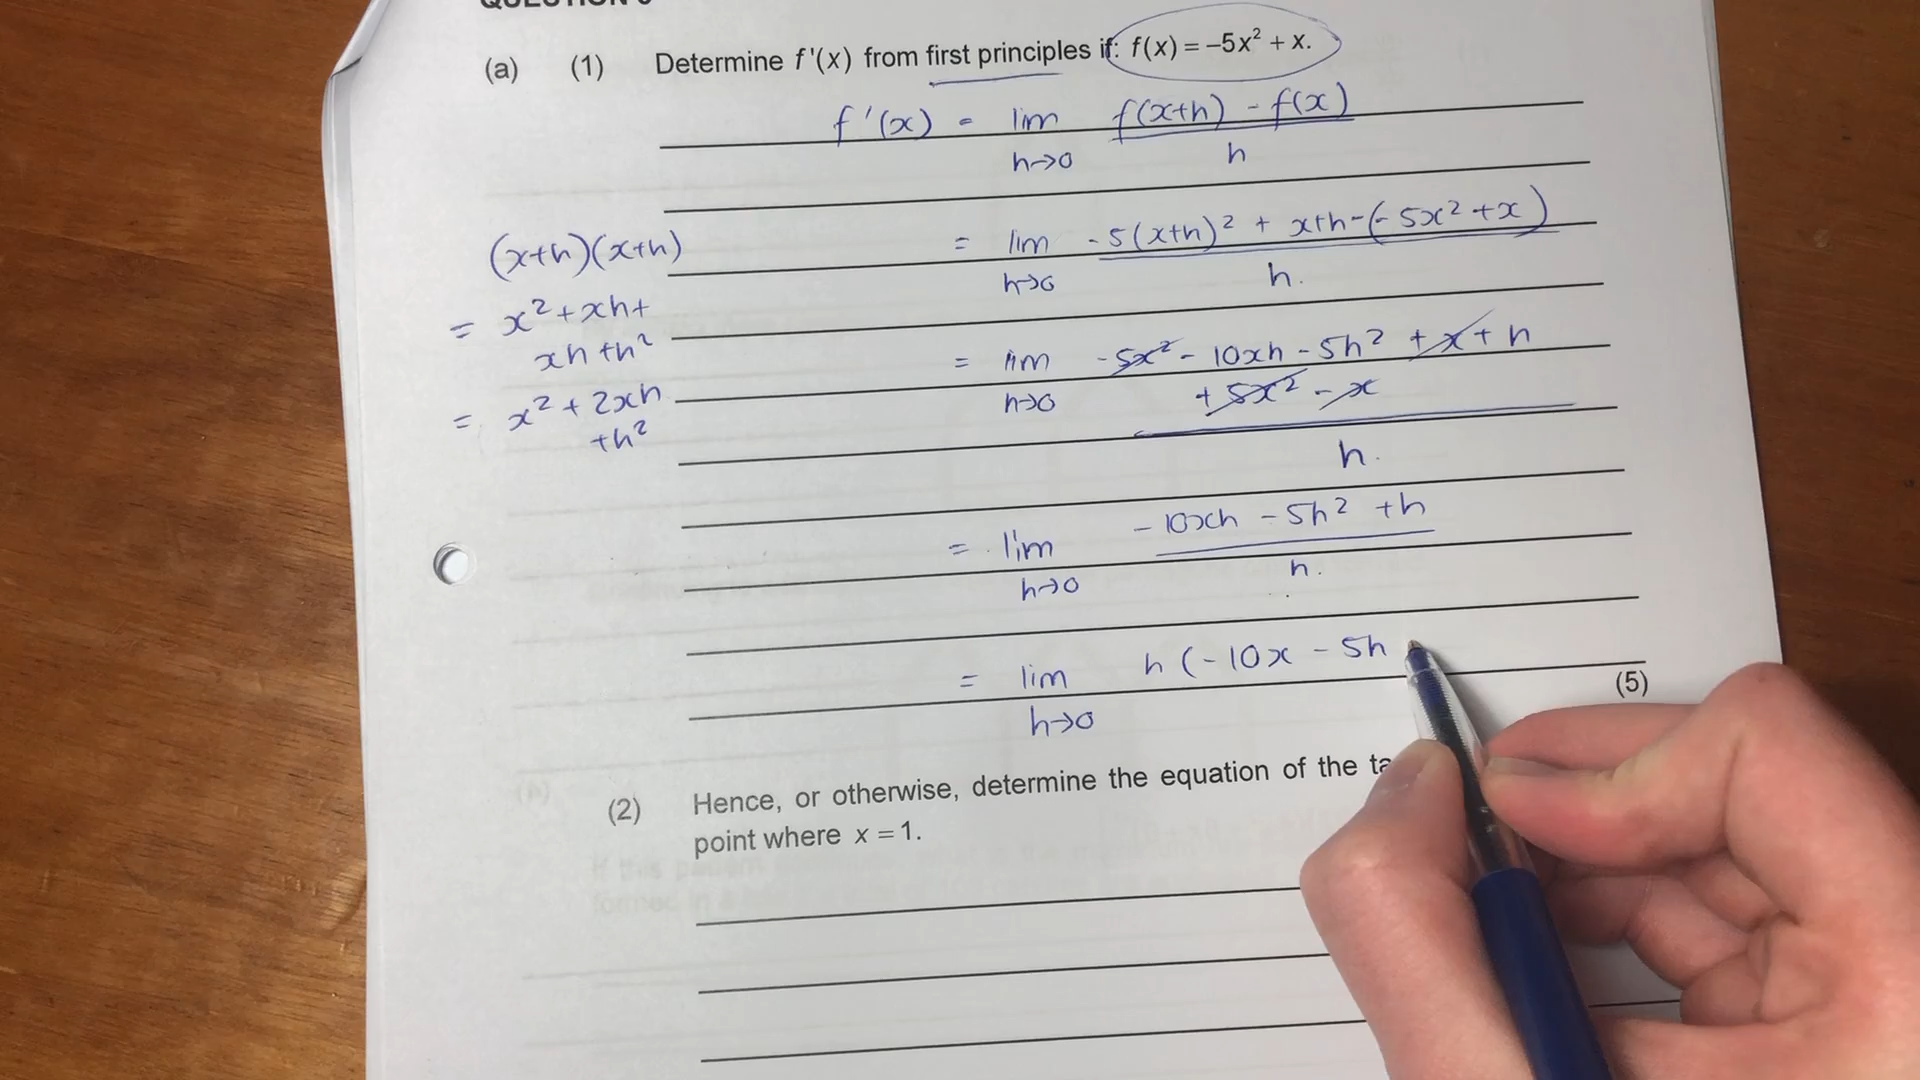 (a) (1) Determine f'(x) from first principles if: f(x) = –5x² + x.
f'(x) = lim f(x+h) - f(x)
h→0 h
(x+h)(x+h)
= lim -5(x+h)² + x+h-(-5x²+x)
h→0 h.
= x²+xh+
xh+h²
= lim -5x² - 10xh - 5h² + x + h
h→0 + 5x² - x
h.
= x² + 2xh
+h²
= lim -10xh - 5h² + h
h→0 h.
= lim h(-10x - 5h
h→0
(5)
(2) Hence, or otherwise, determine the equation of the
point where x = 1.